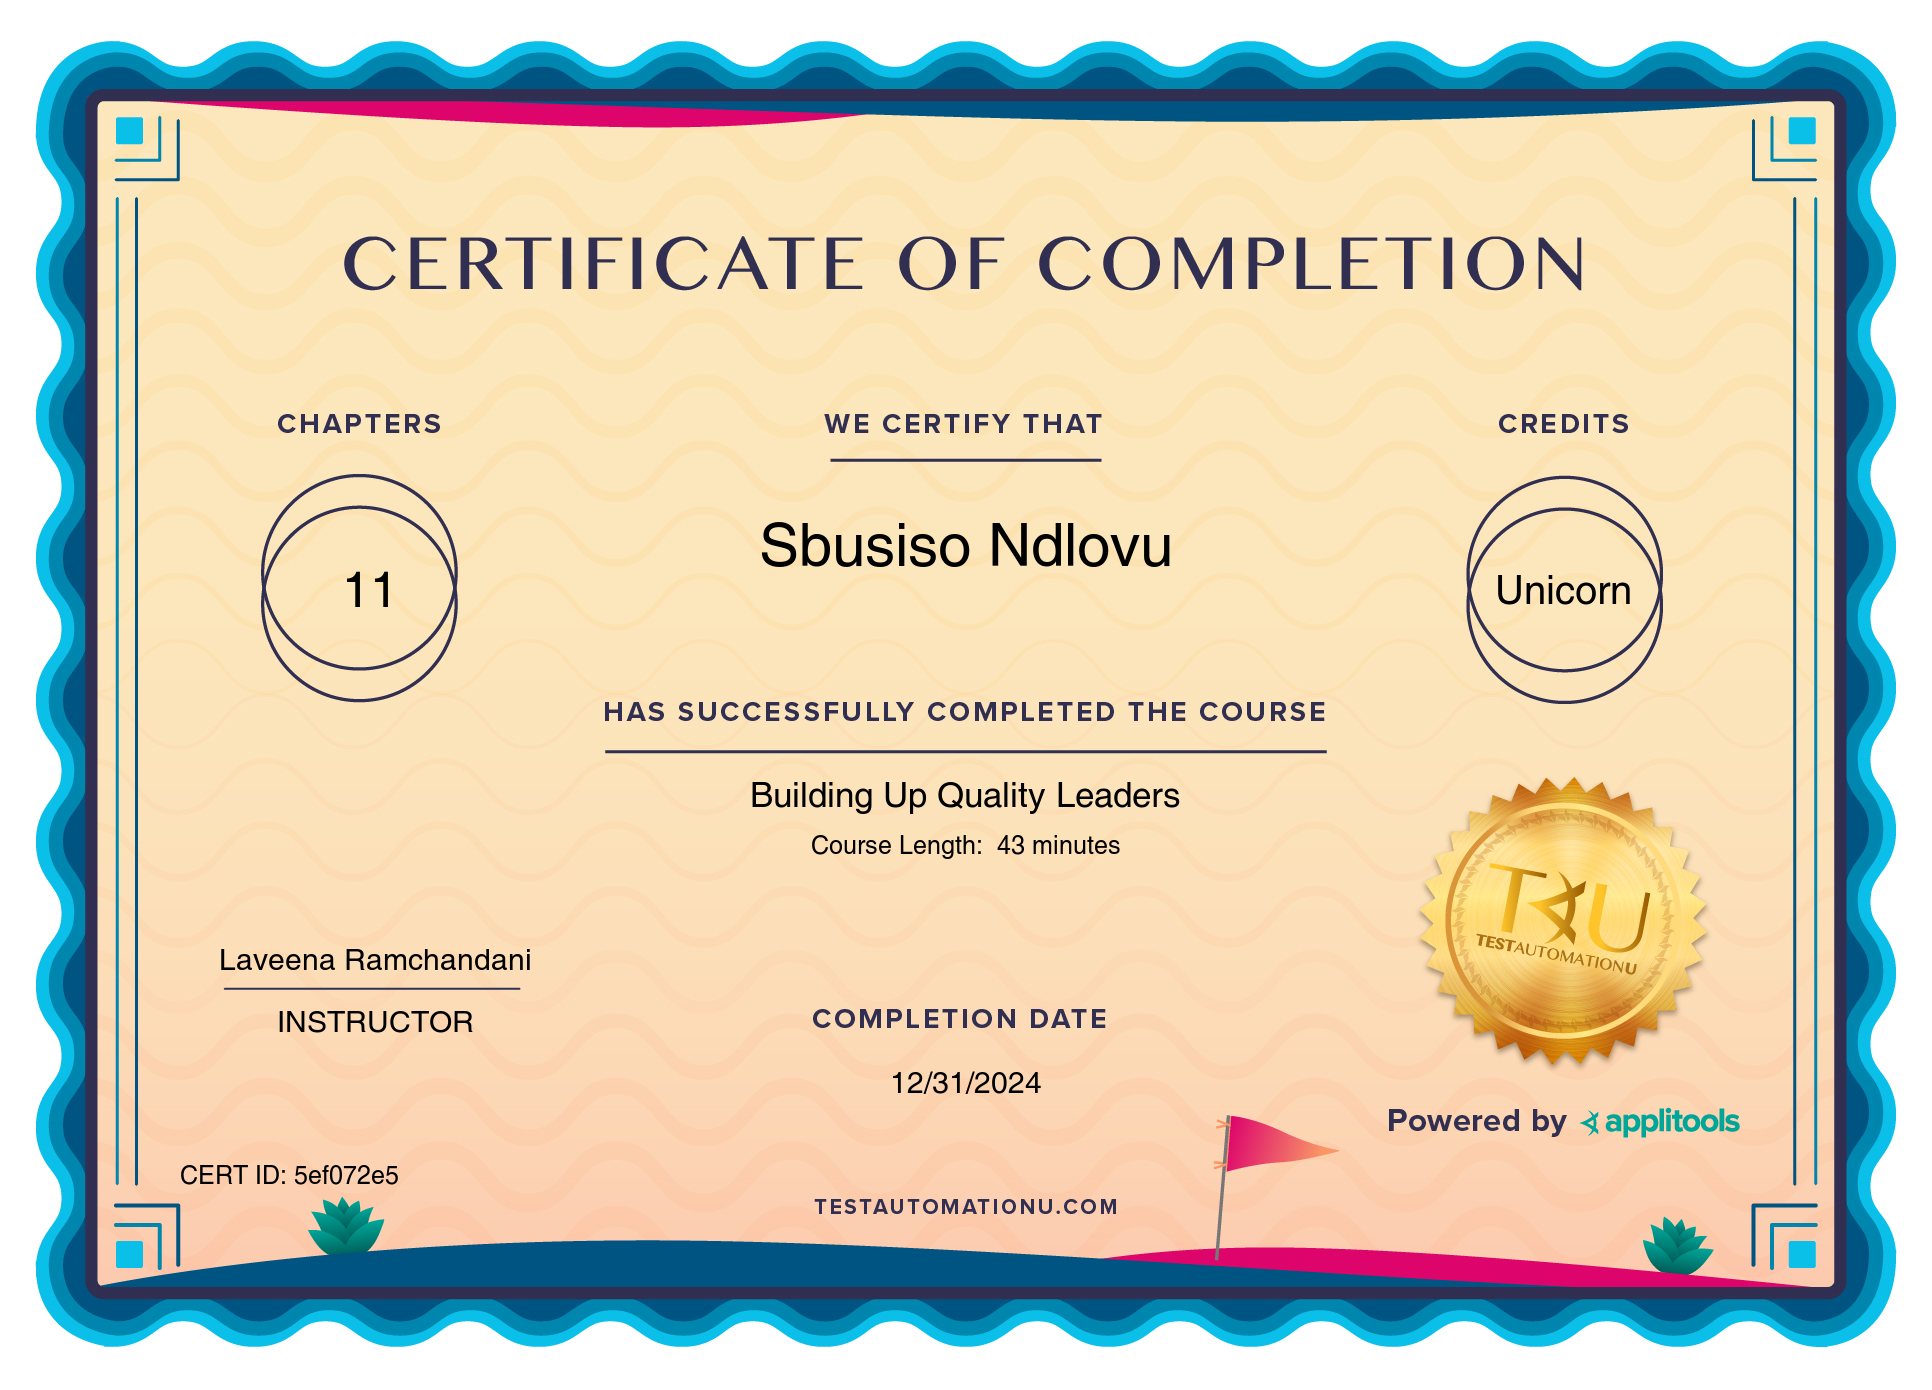 CERTIFICATE OF COMPLETION
CHAPTERS
11
WE CERTIFY THAT
Sbusiso Ndlovu
CREDITS
Unicorn
HAS SUCCESSFULLY COMPLETED THE COURSE
Building Up Quality Leaders
Course Length: 43 minutes
TAU
TESTAUTOMATIONU
Laveena Ramchandani
INSTRUCTOR
COMPLETION DATE
12/31/2024
Powered by applitools
CERT ID: 5ef072e5
TESTAUTOMATIONU.COM